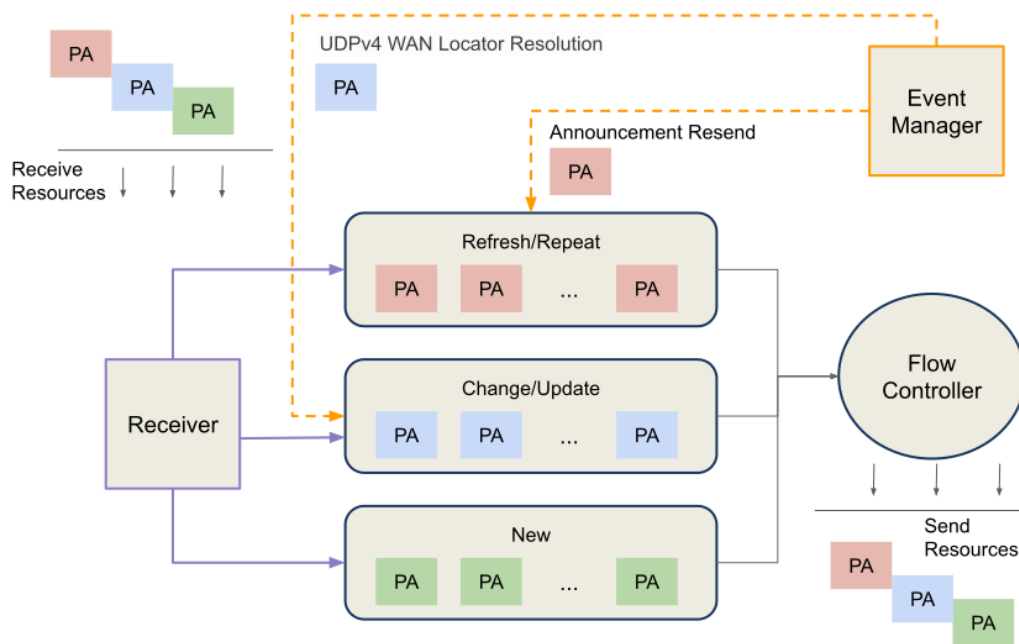 UDPv4 WAN Locator Resolution
PA
PA
PA
PA
Event
Manager
Announcement Resend
PA
Receive
Resources
Refresh/Repeat
PA PA ... PA
Receiver
Change/Update
PA PA ... PA
Flow
Controller
New
PA PA ... PA
Send
Resources
PA
PA
PA